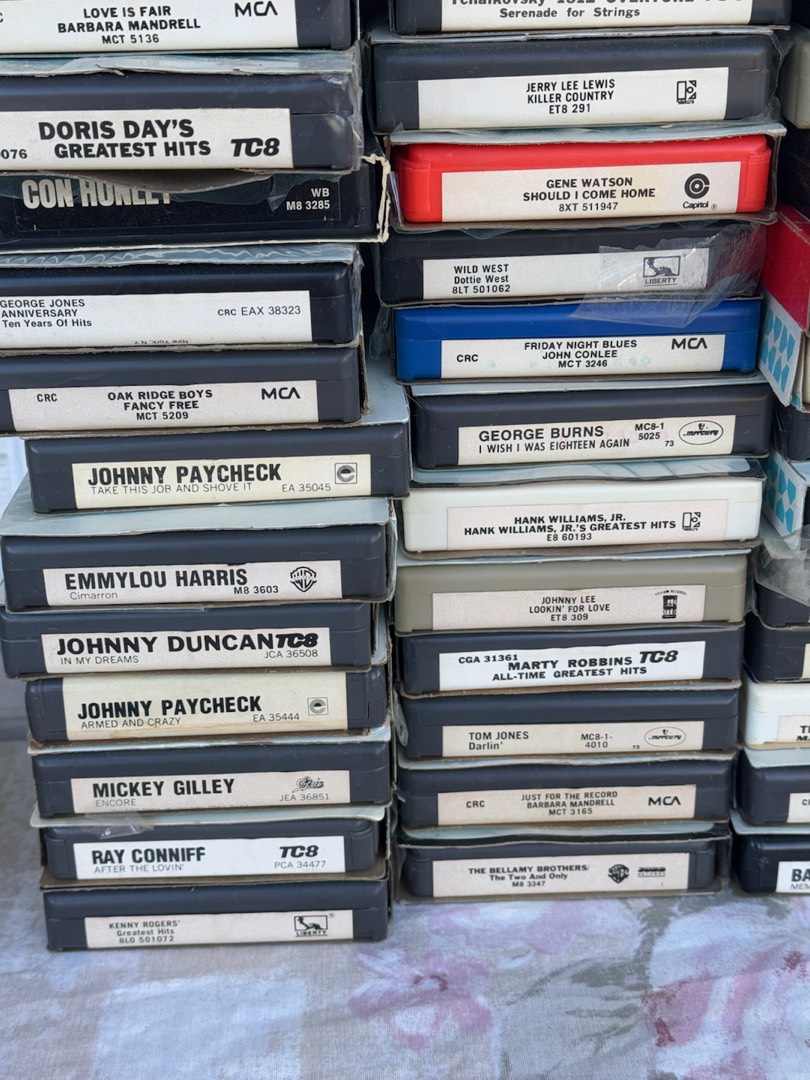 LOVE IS FAIR
BARBARA MANDRELL
MCT 5136
MCA
DORIS DAY'S
GREATEST HITS
TC8
WB
M8 3285
GEORGE JONES
ANNIVERSARY
Ten Years Of Hits
CRC EAX 38323
New York, N.Y.
CRC
OAK RIDGE BOYS
FANCY FREE
MCT 5209
MCA
JOHNNY PAYCHECK
TAKE THIS JOB AND SHOVE IT
EA 35045
EMMYLOU HARRIS
Cimarron
M8 3603
JOHNNY DUNCAN
TC8
IN MY DREAMS
JCA 36508
JOHNNY PAYCHECK
ARMED AND CRAZY
EA 35444
MICKEY GILLEY
ENCORE
Epic
JEA 36851
RAY CONNIFF
AFTER THE LOVIN'
TC8
PCA 34477
KENNY ROGERS'
Greatest Hits
8LO 501072
LIBERTY
Serenade for Strings
JERRY LEE LEWIS
KILLER COUNTRY
ET8 291
GENE WATSON
SHOULD I COME HOME
8XT 511947
Capitol ®
WILD WEST
Dottie West
8LT 501062
LIBERTY
CRC
FRIDAY NIGHT BLUES
JOHN CONLEE
MCT 3246
MCA
GEORGE BURNS
I WISH I WAS EIGHTEEN AGAIN
MC8-1
5025
73
mercury
HANK WILLIAMS, JR.
HANK WILLIAMS, JR.'S GREATEST HITS
E8 60193
JOHNNY LEE
LOOKIN' FOR LOVE
ET8 309
CGA 31361
MARTY ROBBINS
TC8
ALL-TIME GREATEST HITS
TOM JONES
Darlin'
MC8-1-
4010
73
mercury
CRC
JUST FOR THE RECORD
BARBARA MANDRELL
MCT 3165
MCA
THE BELLAMY BROTHERS/
The Two And Only
M8 3347
BA